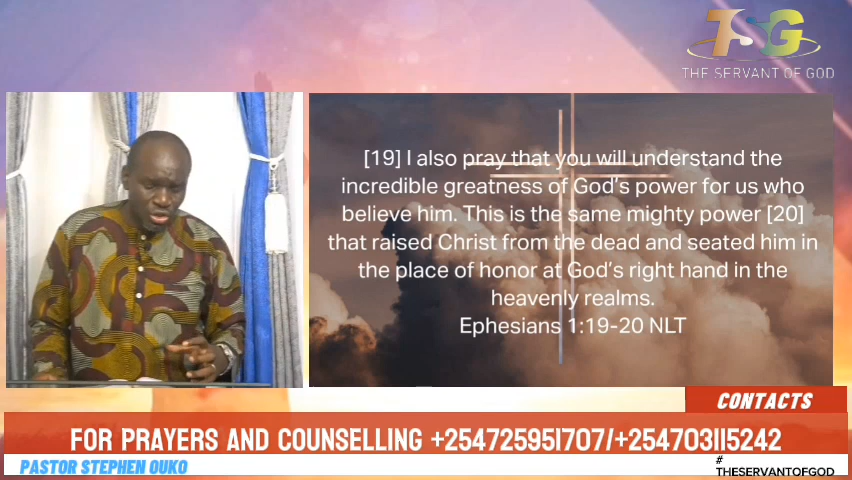 TSG
THE SERVANT OF GOD
[19] I also pray that you will understand the
incredible greatness of God's power for us who
believe him. This is the same mighty power [20]
that raised Christ from the dead and seated him in
the place of honor at God's right hand in the
heavenly realms.
Ephesians 1:19-20 NLT
CONTACTS
FOR PRAYERS AND COUNSELLING +254725951707/+254703115242
PASTOR STEPHEN OUKO
#
THESERVANTOFGOD